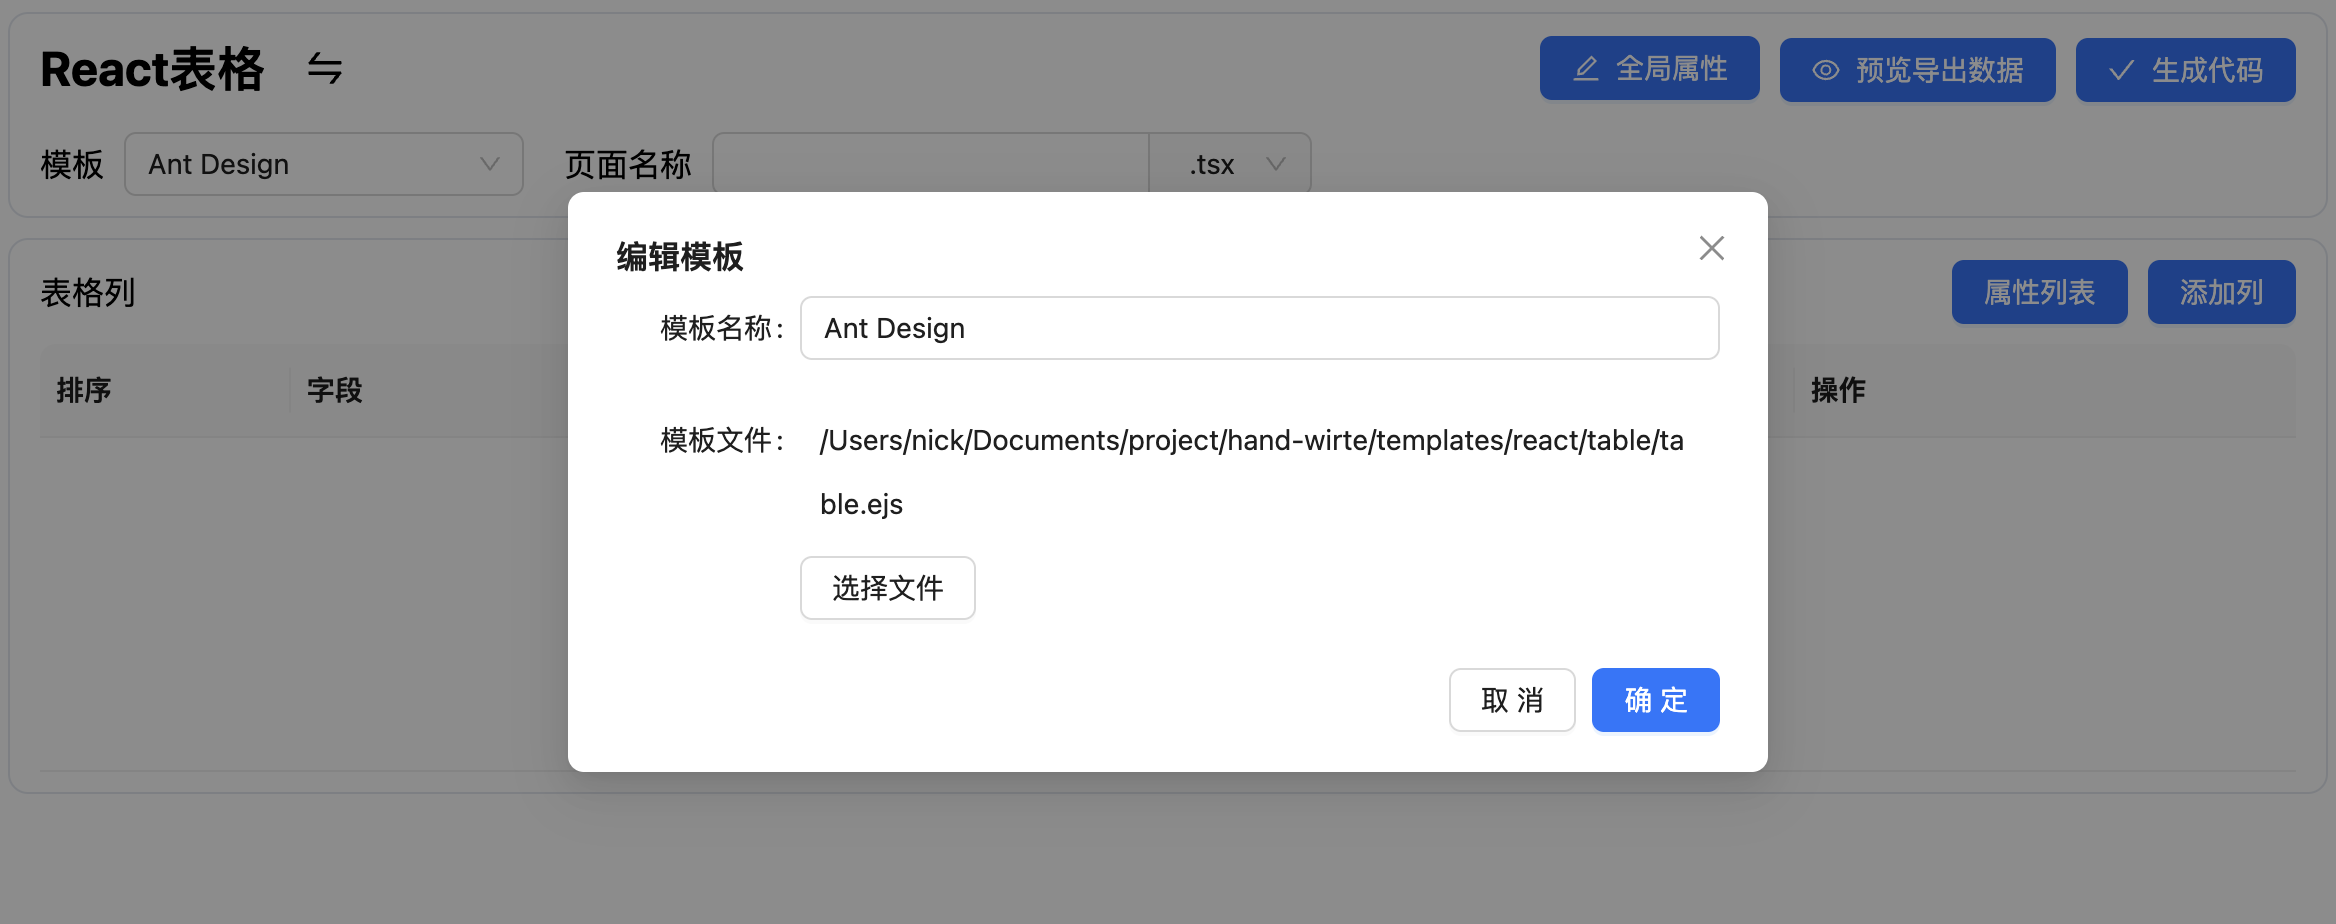 React表格
全局属性
预览导出数据
生成代码
模板
Ant Design
页面名称
.tsx
编辑模板
表格列
属性列表
添加列
模板名称:
Ant Design
排序
字段
操作
模板文件:
/Users/nick/Documents/project/hand-wirte/templates/react/table/ta
ble.ejs
选择文件
取 消
确 定